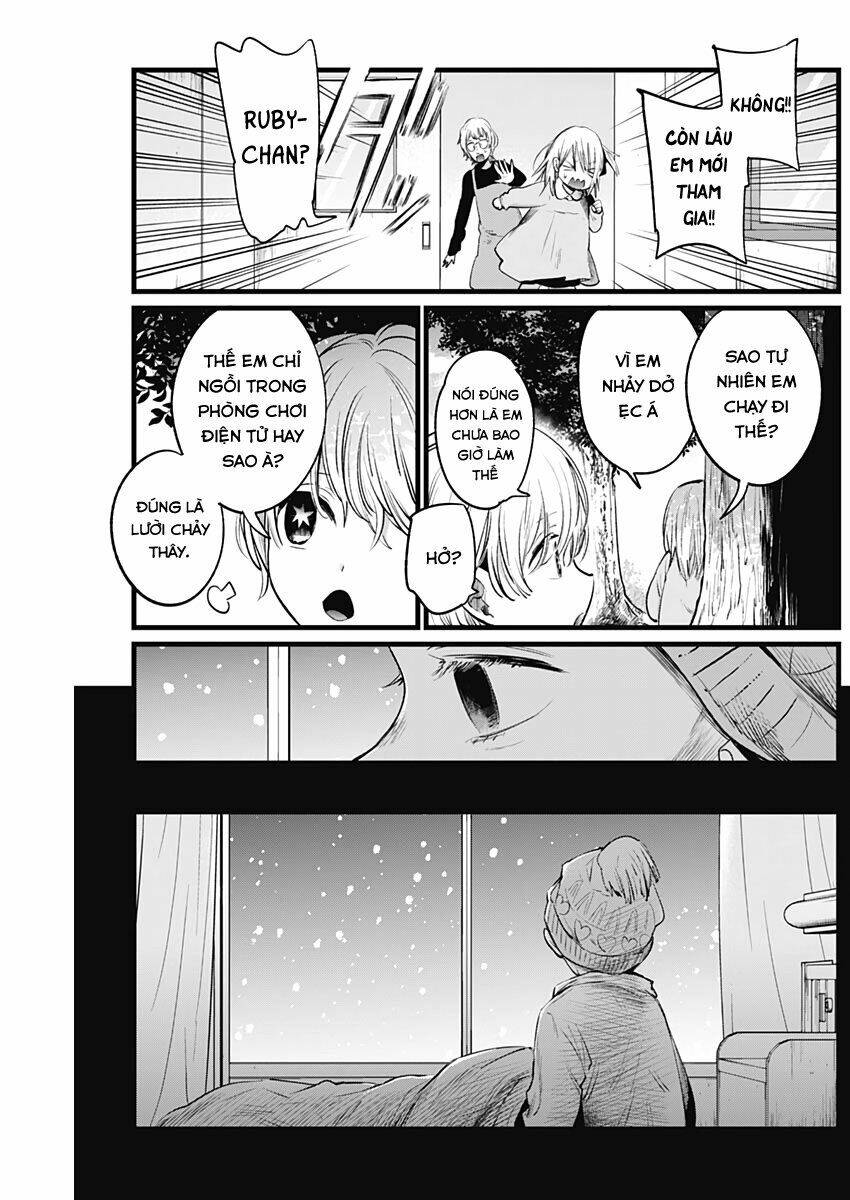 KHÔNG!!
CÒN LÂU
EM MỚI
THAM
GIA!!
RUBY-
CHAN?
SAO TỰ
NHIÊN EM
CHẠY ĐI
THẾ?
VÌ EM
NHẢY DỞ
ẸC Á
NÓI ĐÚNG
HƠN LÀ EM
CHƯA BAO
GIỜ LÀM
THẾ
HỞ?
THẾ EM CHỈ
NGỒI TRONG
PHÒNG CHƠI
ĐIỆN TỬ HAY
SAO À?
ĐÚNG LÀ
LƯỜI CHẢY
THÂY.